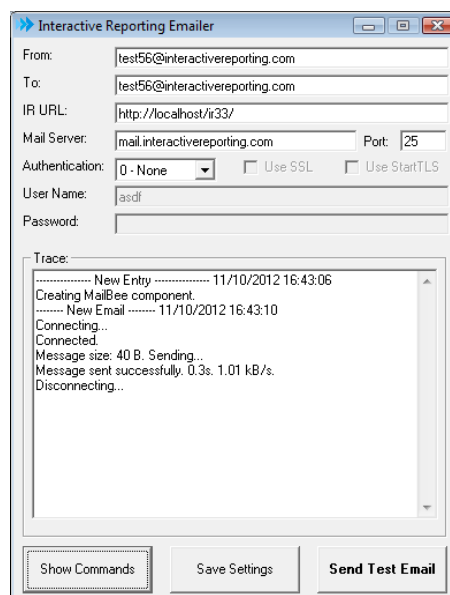 Interactive Reporting Emailer
From: test56@interactivereporting.com
To: test56@interactivereporting.com
IR URL: http://localhost/ir33/
Mail Server: mail.interactivereporting.com Port: 25
Authentication: 0 - None Use SSL Use StartTLS
User Name: asdf
Password:
Trace:
--------------- New Entry --------------- 11/10/2012 16:43:06
Creating MailBee component.
-------- New Email -------- 11/10/2012 16:43:10
Connecting...
Connected.
Message size: 40 B. Sending...
Message sent successfully. 0.3s. 1.01 kB/s.
Disconnecting...
Show Commands Save Settings Send Test Email